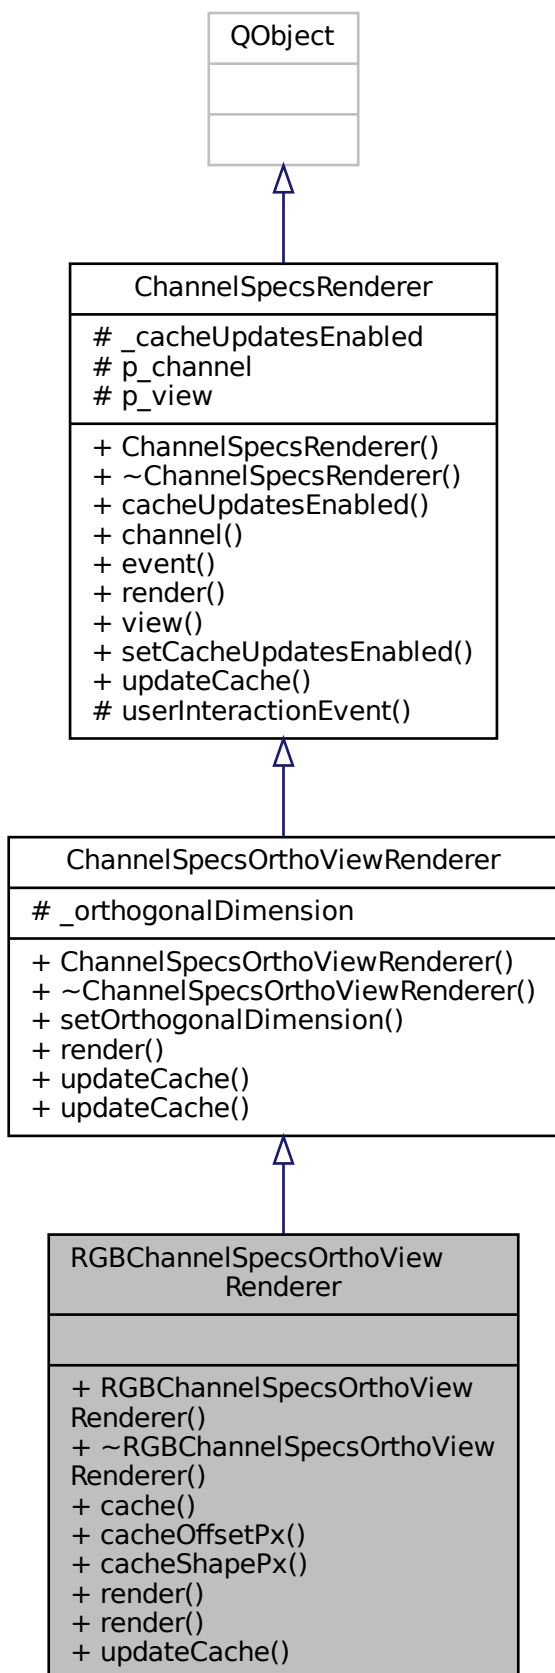 QObject
ChannelSpecsRenderer
# _cacheUpdatesEnabled
# p_channel
# p_view
+ ChannelSpecsRenderer()
+ ~ChannelSpecsRenderer()
+ cacheUpdatesEnabled()
+ channel()
+ event()
+ render()
+ view()
+ setCacheUpdatesEnabled()
+ updateCache()
# userInteractionEvent()
ChannelSpecsOrthoViewRenderer
# _orthogonalDimension
+ ChannelSpecsOrthoViewRenderer()
+ ~ChannelSpecsOrthoViewRenderer()
+ setOrthogonalDimension()
+ render()
+ updateCache()
+ updateCache()
RGBChannelSpecsOrthoView
Renderer
+ RGBChannelSpecsOrthoView
Renderer()
+ ~RGBChannelSpecsOrthoView
Renderer()
+ cache()
+ cacheOffsetPx()
+ cacheShapePx()
+ render()
+ render()
+ updateCache()